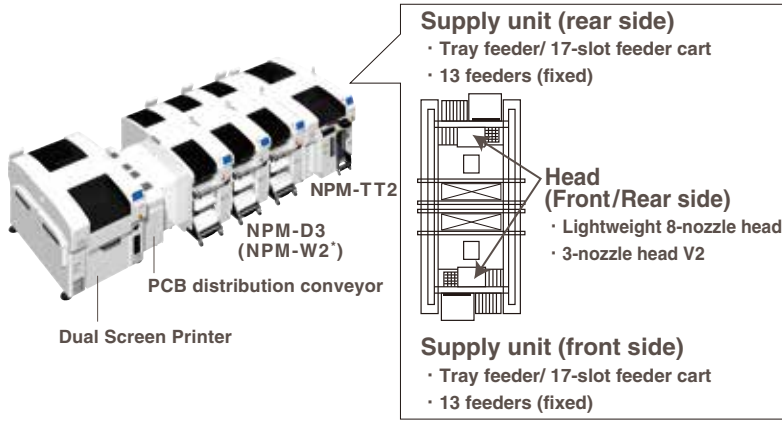 Supply unit (rear side)
· Tray feeder/ 17-slot feeder cart
· 13 feeders (fixed)
NPM-TT2
Head
(Front/Rear side)
· Lightweight 8-nozzle head
· 3-nozzle head V2
NPM-D3
(NPM-W2*)
PCB distribution conveyor
Dual Screen Printer
Supply unit (front side)
· Tray feeder/ 17-slot feeder cart
· 13 feeders (fixed)